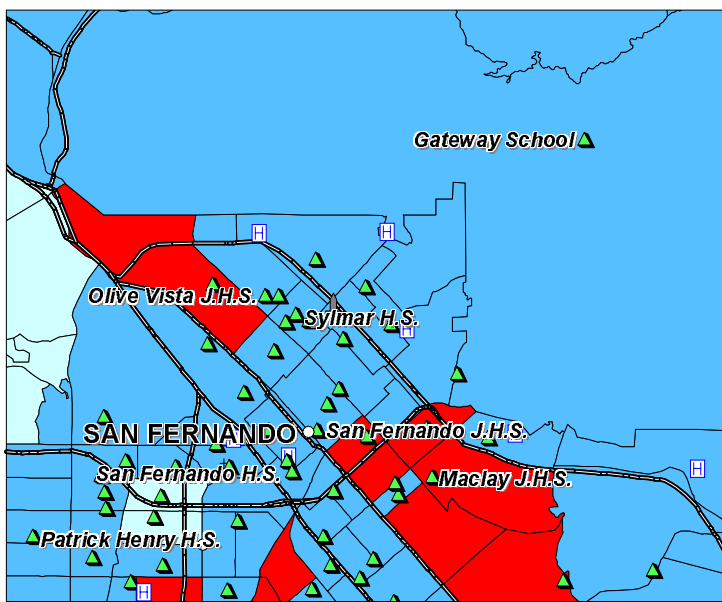 Gateway School
H
H
Olive Vista J.H.S.
Sylmar H.S.
H
SAN FERNANDO
San Fernando J.H.S.
H
H
H
H
San Fernando H.S.
Maclay J.H.S.
Patrick Henry H.S.
H